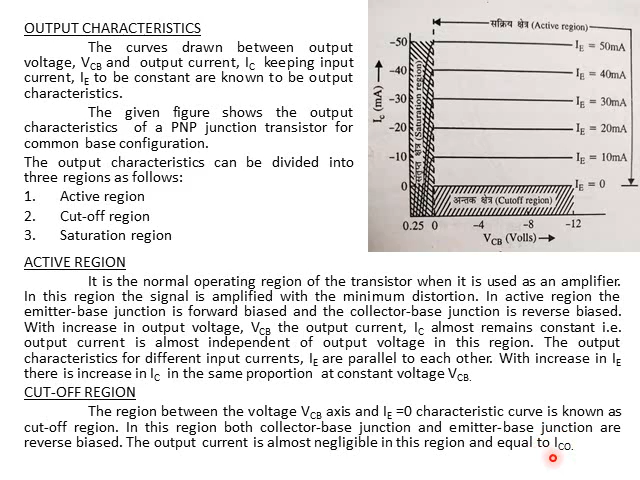 OUTPUT CHARACTERISTICS
The curves drawn between output
voltage, VCB and output current, IC keeping input
current, IE to be constant are known to be output
characteristics.
The given figure shows the output
characteristics of a PNP junction transistor for
common base configuration.
The output characteristics can be divided into
three regions as follows:
1. Active region
2. Cut-off region
3. Saturation region
सक्रिय क्षेत्र (Active region)
IC (mA)
–50
–40
–30
–20
–10
0
संतृप्त क्षेत्र (Saturation region)
IE = 50mA
IE = 40mA
IE = 30mA
IE = 20mA
IE = 10mA
IE = 0
अन्तक क्षेत्र (Cutoff region)
0.25 0 –4 –8 –12
VCB (Volls)
ACTIVE REGION
It is the normal operating region of the transistor when it is used as an amplifier.
In this region the signal is amplified with the minimum distortion. In active region the
emitter-base junction is forward biased and the collector-base junction is reverse biased.
With increase in output voltage, VCB the output current, IC almost remains constant i.e.
output current is almost independent of output voltage in this region. The output
characteristics for different input currents, IE are parallel to each other. With increase in IE
there is increase in IC in the same proportion at constant voltage VCB.
CUT-OFF REGION
The region between the voltage VCB axis and IE =0 characteristic curve is known as
cut-off region. In this region both collector-base junction and emitter-base junction are
reverse biased. The output current is almost negligible in this region and equal to ICO.